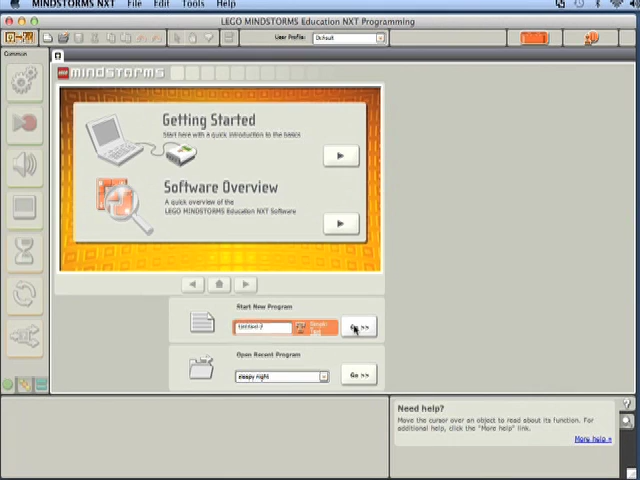 MINDSTORMS NXT File Edit Tools Help
LEGO MINDSTORMS Education NXT Programming
User Profile: Default
Common
LEGO mindstorms
Getting Started
Start here with a quick introduction to the basics
Software Overview
A quick overview of the
LEGO MINDSTORMS Education NXT Software
Start New Program
Go >>
Open Recent Program
sleepy night
Go >>
Need help?
Move the cursor over an object to read about its function. For
additional help, click the "More help" link.
More help »